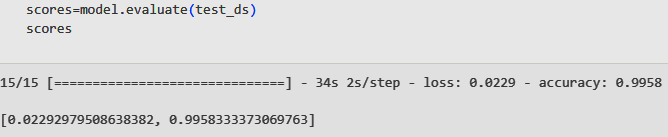 scores=model.evaluate(test_ds)
scores
15/15 [==============================] - 34s 2s/step - loss: 0.0229 - accuracy: 0.9958
[0.02292979508638382, 0.9958333373069763]